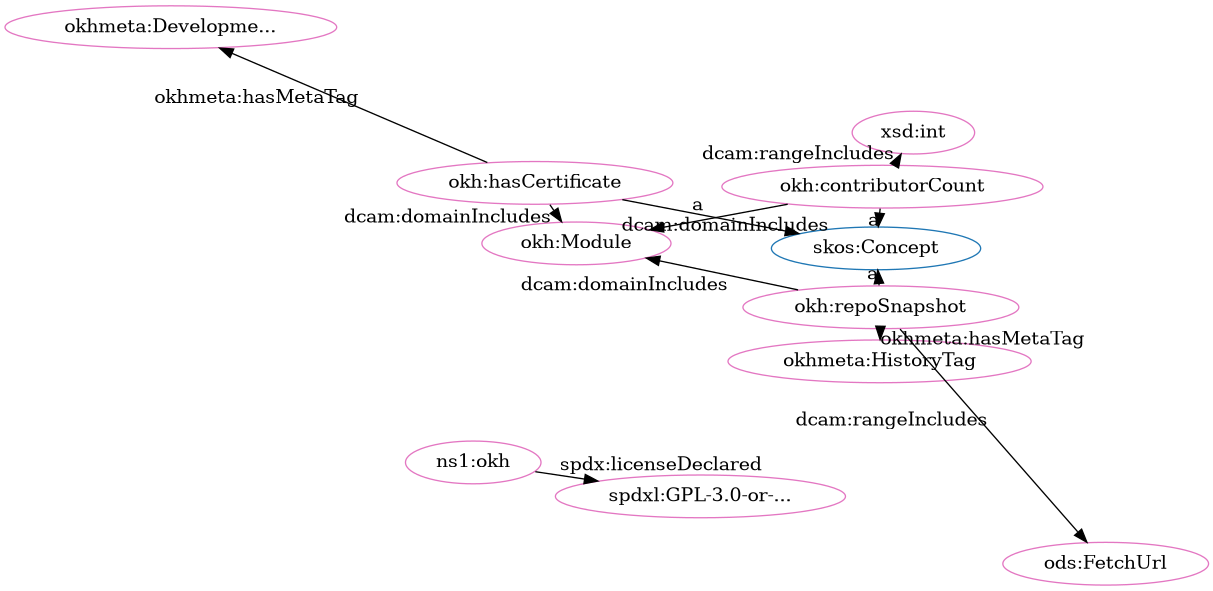 okhmeta:Developme...
okhmeta:hasMetaTag
xsd:int
dcam:rangeIncludes
okh:hasCertificate
okh:contributorCount
a
dcam:domainIncludes
dcam:domainIncludes
a
okh:Module
skos:Concept
a
dcam:domainIncludes
okh:repoSnapshot
okhmeta:hasMetaTag
okhmeta:HistoryTag
dcam:rangeIncludes
ns1:okh
spdx:licenseDeclared
spdxl:GPL-3.0-or-...
ods:FetchUrl